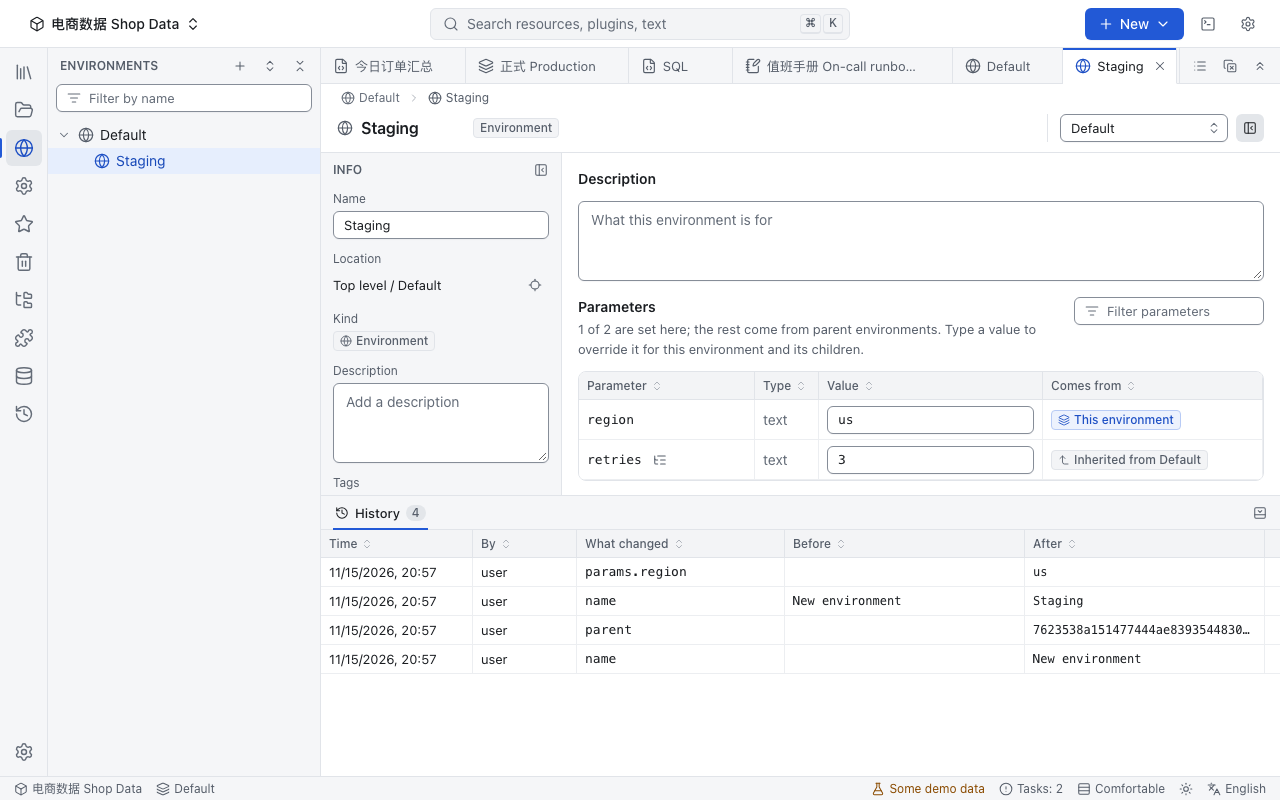 电商数据 Shop Data
Search resources, plugins, text
⌘ K
New
ENVIRONMENTS
Filter by name
Default
Staging
今日订单汇总
正式 Production
SQL
值班手册 On-call runbo...
Default
Staging
Default
Staging
Staging
Environment
Default
INFO
Name
Staging
Location
Top level / Default
Kind
Environment
Description
Add a description
Tags
Description
What this environment is for
Parameters
Filter parameters
1 of 2 are set here; the rest come from parent environments. Type a value to
override it for this environment and its children.
Parameter Type Value Comes from
region text us This environment
retries text 3 Inherited from Default
History 4
Time By What changed Before After
11/15/2026, 20:57 user params.region us
11/15/2026, 20:57 user name New environment Staging
11/15/2026, 20:57 user parent 7623538a151477444ae8393544830…
11/15/2026, 20:57 user name New environment
电商数据 Shop Data
Default
Some demo data
Tasks: 2
Comfortable
English